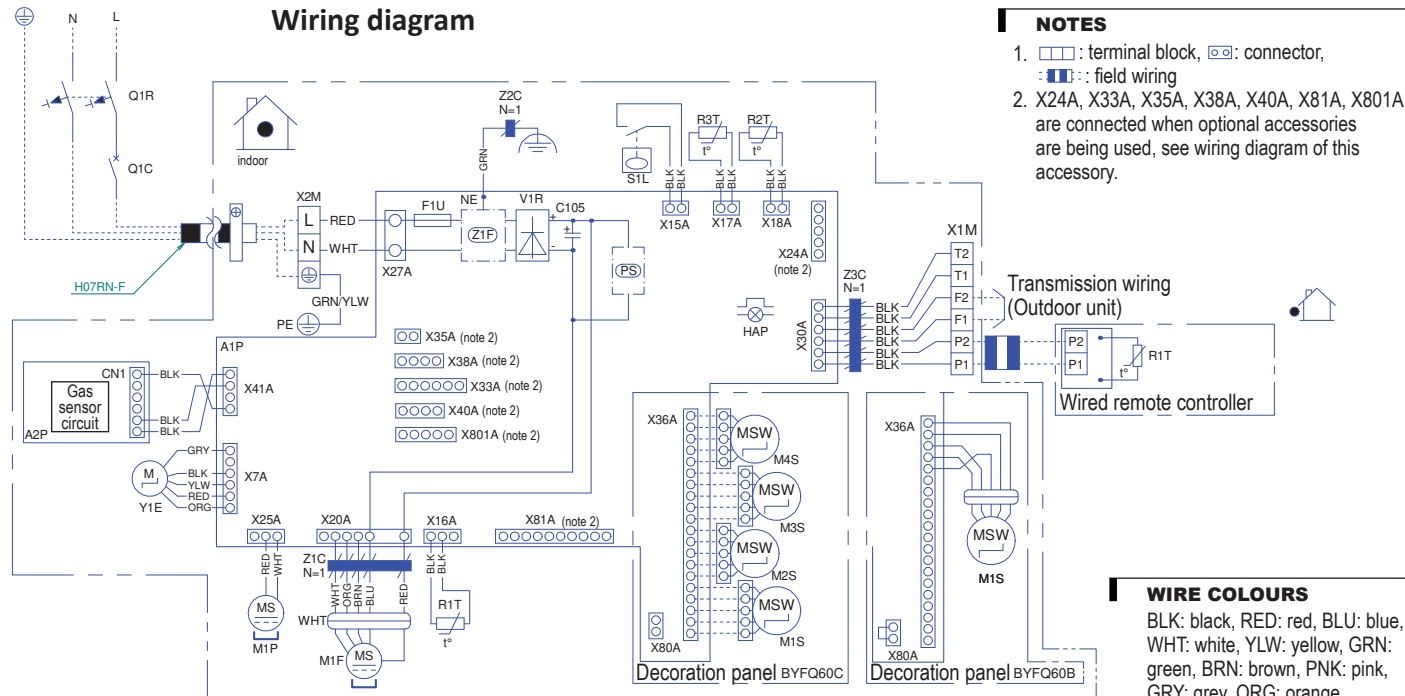 Wiring diagram
N L
Q1R
Q1C
indoor
H07RN-F
X2M
L
N
RED
WHT
GRN/YLW
PE
X27A
F1U
NE
Z1F
GRN
Z2C
N=1
V1R
C105
+
+
-
PS
S1L
BLK
BLK
X15A
R3T
t°
BLK
BLK
X17A
R2T
t°
BLK
BLK
X18A
X24A
(note 2)
HAP
X30A
Z3C
N=1
BLK
BLK
BLK
BLK
BLK
BLK
X1M
T2
T1
F2
F1
P2
P1
Transmission wiring
(Outdoor unit)
P2
P1
R1T
t°
Wired remote controller
A1P
X35A (note 2)
X38A (note 2)
X33A (note 2)
X40A (note 2)
X801A (note 2)
CN1
Gas
sensor
circuit
A2P
BLK
BLK
BLK
X41A
M
Y1E
GRY
BLK
YLW
RED
ORG
X7A
X25A
RED
WHT
MS
M1P
X20A
Z1C
N=1
WHT
ORG
BRN
BLU
RED
WHT
M1F
MS
X16A
BLK
BLK
R1T
t°
X81A (note 2)
X36A
MSW
M4S
MSW
M3S
MSW
M2S
MSW
M1S
X80A
Decoration panel BYFQ60C
X36A
MSW
M1S
X80A
Decoration panel BYFQ60B
NOTES
1. : terminal block, : connector,
: field wiring
2. X24A, X33A, X35A, X38A, X40A, X81A, X801A
are connected when optional accessories
are being used, see wiring diagram of this
accessory.
WIRE COLOURS
BLK: black, RED: red, BLU: blue,
WHT: white, YLW: yellow, GRN:
green, BRN: brown, PNK: pink,
GRY: grey, ORG: orange